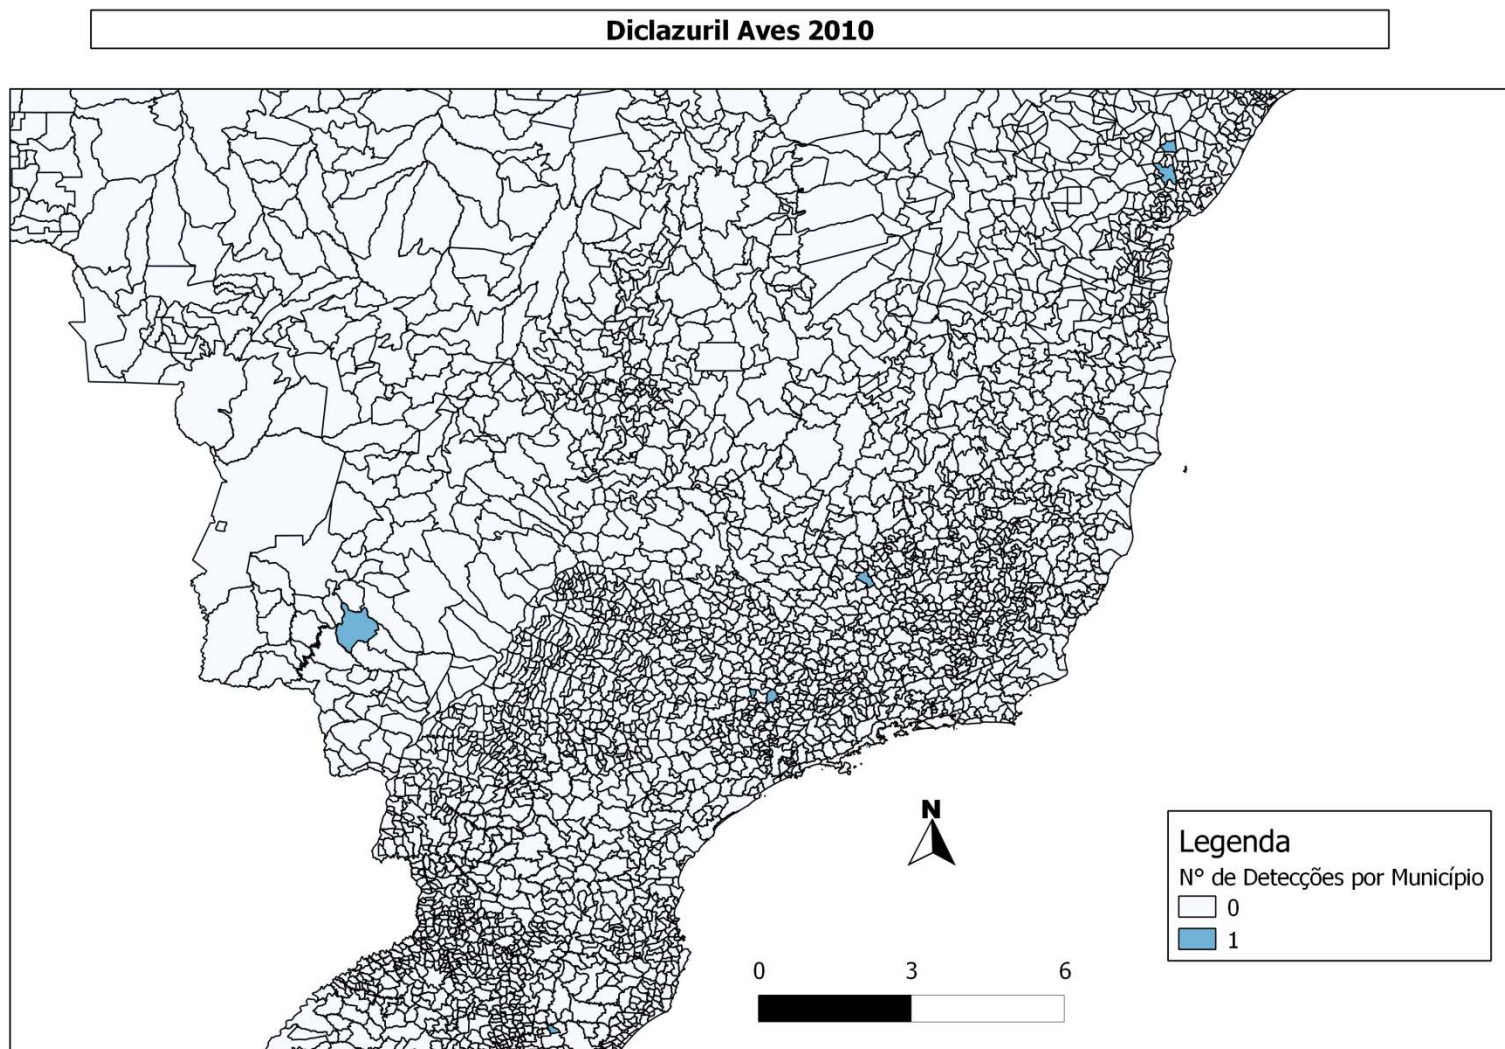 Diclazuril Aves 2010
N
Legenda
N° de Detecções por Município
0
1
0 3 6